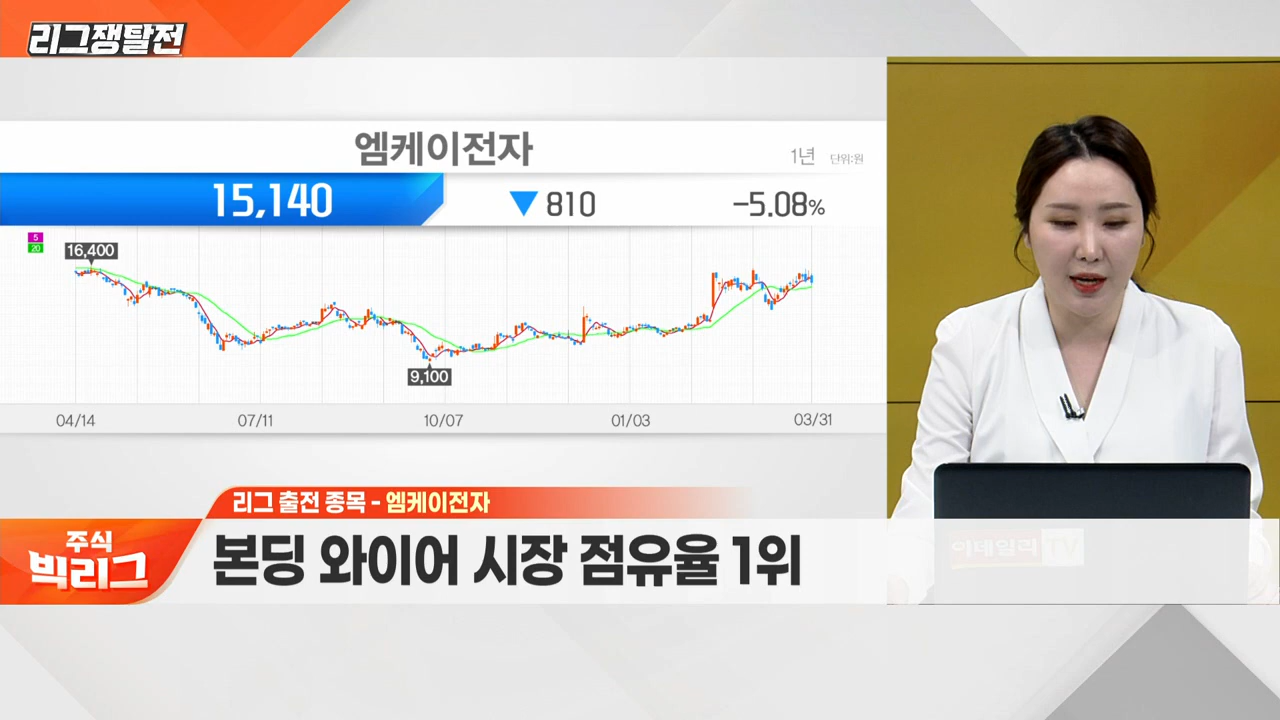 리그쟁탈전
엠케이전자
1년 단위:원
15,140 ▼ 810 -5.08%
5
20
16,400
9,100
04/14 07/11 10/07 01/03 03/31
리그 출전 종목 - 엠케이전자
주식
빅리그
본딩 와이어 시장 점유율 1위
이데일리TV